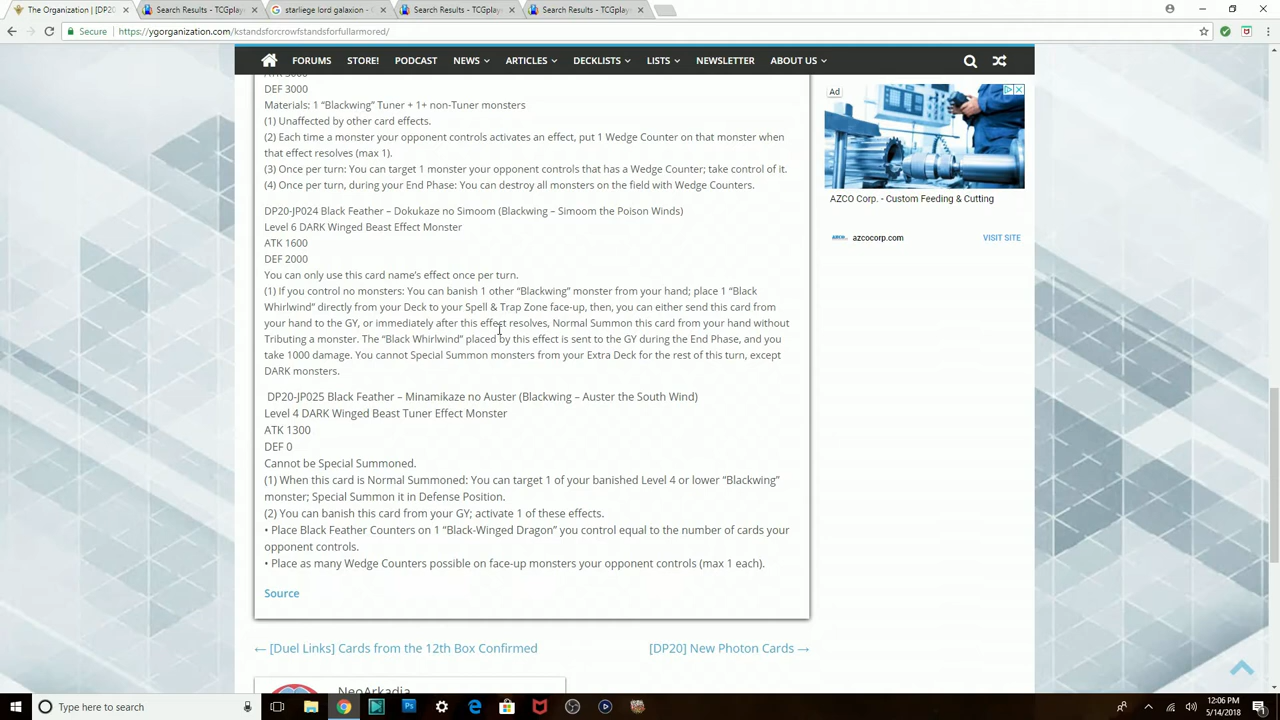 The Organization | [DP20
Search Results - TCGplay
starliege lord galaxion - G
Search Results - TCGplay
Search Results - TCGplay
Secure
https://ygorganization.com/kstandsforcrowfstandsforfullarmored/
FORUMS STORE! PODCAST NEWS ARTICLES DECKLISTS LISTS NEWSLETTER ABOUT US
ATK 3000
DEF 3000
Materials: 1 “Blackwing” Tuner + 1+ non-Tuner monsters
(1) Unaffected by other card effects.
(2) Each time a monster your opponent controls activates an effect, put 1 Wedge Counter on that monster when
that effect resolves (max 1).
(3) Once per turn: You can target 1 monster your opponent controls that has a Wedge Counter; take control of it.
(4) Once per turn, during your End Phase: You can destroy all monsters on the field with Wedge Counters.
DP20-JP024 Black Feather – Dokukaze no Simoom (Blackwing – Simoom the Poison Winds)
Level 6 DARK Winged Beast Effect Monster
ATK 1600
DEF 2000
You can only use this card name’s effect once per turn.
(1) If you control no monsters: You can banish 1 other “Blackwing” monster from your hand; place 1 “Black
Whirlwind” directly from your Deck to your Spell & Trap Zone face-up, then, you can either send this card from
your hand to the GY, or immediately after this effect resolves, Normal Summon this card from your hand without
Tributing a monster. The “Black Whirlwind” placed by this effect is sent to the GY during the End Phase, and you
take 1000 damage. You cannot Special Summon monsters from your Extra Deck for the rest of this turn, except
DARK monsters.
DP20-JP025 Black Feather – Minamikaze no Auster (Blackwing – Auster the South Wind)
Level 4 DARK Winged Beast Tuner Effect Monster
ATK 1300
DEF 0
Cannot be Special Summoned.
(1) When this card is Normal Summoned: You can target 1 of your banished Level 4 or lower “Blackwing”
monster; Special Summon it in Defense Position.
(2) You can banish this card from your GY; activate 1 of these effects.
• Place Black Feather Counters on 1 “Black-Winged Dragon” you control equal to the number of cards your
opponent controls.
• Place as many Wedge Counters possible on face-up monsters your opponent controls (max 1 each).
Source
← [Duel Links] Cards from the 12th Box Confirmed
[DP20] New Photon Cards →
NeoArkadia
Ad
AZCO Corp. - Custom Feeding & Cutting
azcocorp.com
VISIT SITE
Type here to search
12:06 PM
5/14/2018